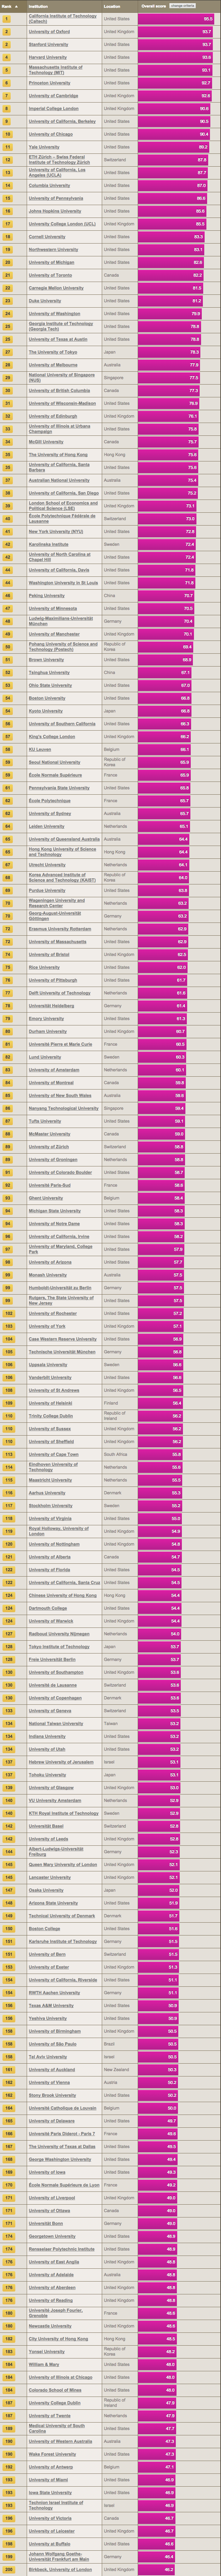 Rank Institution Location Overall score change criteria
1 California Institute of Technology (Caltech) United States 95.5
2 University of Oxford United Kingdom 93.7
2 Stanford University United States 93.7
4 Harvard University United States 93.6
5 Massachusetts Institute of Technology (MIT) United States 93.1
6 Princeton University United States 92.7
7 University of Cambridge United Kingdom 92.6
8 Imperial College London United Kingdom 90.6
9 University of California, Berkeley United States 90.5
10 University of Chicago United States 90.4
11 Yale University United States 89.2
12 ETH Zürich – Swiss Federal Institute of Technology Zürich Switzerland 87.8
13 University of California, Los Angeles (UCLA) United States 87.7
14 Columbia University United States 87.0
15 University of Pennsylvania United States 86.6
16 Johns Hopkins University United States 85.6
17 University College London (UCL) United Kingdom 85.5
18 Cornell University United States 83.3
19 Northwestern University United States 83.1
20 University of Michigan United States 82.6
21 University of Toronto Canada 82.2
22 Carnegie Mellon University United States 81.5
23 Duke University United States 81.2
24 University of Washington United States 79.9
25 Georgia Institute of Technology (Georgia Tech) United States 78.8
25 University of Texas at Austin United States 78.8
27 The University of Tokyo Japan 78.3
28 University of Melbourne Australia 77.9
29 National University of Singapore (NUS) Singapore 77.5
30 University of British Columbia Canada 77.3
31 University of Wisconsin-Madison United States 76.9
32 University of Edinburgh United Kingdom 76.1
33 University of Illinois at Urbana Champaign United States 75.8
34 McGill University Canada 75.7
35 The University of Hong Kong Hong Kong 75.6
35 University of California, Santa Barbara United States 75.6
37 Australian National University Australia 75.4
38 University of California, San Diego United States 75.2
39 London School of Economics and Political Science (LSE) United Kingdom 73.1
40 École Polytechnique Fédérale de Lausanne Switzerland 73.0
41 New York University (NYU) United States 72.8
42 Karolinska Institute Sweden 72.4
42 University of North Carolina at Chapel Hill United States 72.4
44 University of California, Davis United States 71.8
44 Washington University in St Louis United States 71.8
46 Peking University China 70.7
47 University of Minnesota United States 70.5
48 Ludwig-Maximilians-Universität München Germany 70.4
49 University of Manchester United Kingdom 70.1
50 Pohang University of Science and Technology (Postech) Republic of Korea 69.4
51 Brown University United States 68.9
52 Tsinghua University China 67.1
53 Ohio State University United States 67.0
54 Boston University United States 66.8
54 Kyoto University Japan 66.8
56 University of Southern California United States 66.3
57 King's College London United Kingdom 66.2
58 KU Leuven Belgium 66.1
59 Seoul National University Republic of Korea 65.9
59 École Normale Supérieure France 65.9
61 Pennsylvania State University United States 65.8
62 École Polytechnique France 65.7
62 University of Sydney Australia 65.7
64 Leiden University Netherlands 65.1
65 University of Queensland Australia Australia 64.4
65 Hong Kong University of Science and Technology Hong Kong 64.4
67 Utrecht University Netherlands 64.1
68 Korea Advanced Institute of Science and Technology (KAIST) Republic of Korea 64.0
69 Purdue University United States 63.8
70 Wageningen University and Research Center Netherlands 63.2
70 Georg-August-Universität Göttingen Germany 63.2
72 Erasmus University Rotterdam Netherlands 62.9
72 University of Massachusetts United States 62.9
74 University of Bristol United Kingdom 62.5
75 Rice University United States 62.0
76 University of Pittsburgh United States 61.7
77 Delft University of Technology Netherlands 61.6
78 Universität Heidelberg Germany 61.4
79 Emory University United States 61.3
80 Durham University United Kingdom 60.7
81 Université Pierre et Marie Curie France 60.5
82 Lund University Sweden 60.3
83 University of Amsterdam Netherlands 60.1
84 University of Montreal Canada 59.9
85 University of New South Wales Australia 59.6
86 Nanyang Technological University Singapore 59.4
87 Tufts University United States 59.1
88 McMaster University Canada 59.0
89 University of Zürich Switzerland 58.9
89 University of Groningen Netherlands 58.8
91 University of Colorado Boulder United States 58.7
92 Université Paris-Sud France 58.6
93 Ghent University Belgium 58.4
94 Michigan State University United States 58.3
94 University of Notre Dame United States 58.3
96 University of California, Irvine United States 58.2
97 University of Maryland, College Park United States 57.9
98 University of Arizona United States 57.7
99 Monash University Australia 57.5
99 Humboldt-Universität zu Berlin Germany 57.5
99 Rutgers, The State University of New Jersey United States 57.5
102 University of Rochester United States 57.2
103 University of York United Kingdom 57.1
104 Case Western Reserve University United States 56.9
105 Technische Universität München Germany 56.8
106 Uppsala University Sweden 56.6
106 Vanderbilt University United States 56.6
108 University of St Andrews United Kingdom 56.5
109 University of Helsinki Finland 56.4
110 Trinity College Dublin Republic of Ireland 56.2
110 University of Sussex United Kingdom 56.2
110 University of Sheffield United Kingdom 56.2
113 University of Cape Town South Africa 55.8
114 Eindhoven University of Technology Netherlands 55.6
115 Maastricht University Netherlands 55.5
116 Aarhus University Denmark 55.3
117 Stockholm University Sweden 55.2
118 University of Virginia United States 55.0
119 Royal Holloway, University of London United Kingdom 54.9
120 University of Nottingham United Kingdom 54.8
121 University of Alberta Canada 54.7
122 University of Florida United States 54.5
122 University of California, Santa Cruz United States 54.5
124 Chinese University of Hong Kong Hong Kong 54.4
124 Dartmouth College United States 54.4
124 University of Warwick United Kingdom 54.4
127 Radboud University Nijmegen Netherlands 54.0
128 Tokyo Institute of Technology Japan 53.7
128 Freie Universität Berlin Germany 53.7
130 University of Southampton United Kingdom 53.6
130 Université de Lausanne Switzerland 53.6
130 University of Copenhagen Denmark 53.6
133 University of Geneva Switzerland 53.5
134 National Taiwan University Taiwan 53.2
134 Indiana University United States 53.2
134 University of Utah United States 53.2
137 Hebrew University of Jerusalem Israel 53.1
137 Tohoku University Japan 53.1
139 University of Glasgow United Kingdom 53.0
140 VU University Amsterdam Netherlands 52.9
140 KTH Royal Institute of Technology Sweden 52.9
142 Universität Basel Switzerland 52.6
142 University of Leeds United Kingdom 52.6
144 Albert-Ludwigs-Universität Freiburg Germany 52.3
145 Queen Mary University of London United Kingdom 52.1
145 Lancaster University United Kingdom 52.1
147 Osaka University Japan 52.0
148 Arizona State University United States 51.9
149 Technical University of Denmark Denmark 51.7
150 Boston College United States 51.6
151 Karlsruhe Institute of Technology Germany 51.5
151 University of Bern Switzerland 51.5
153 University of Exeter United Kingdom 51.3
154 University of California, Riverside United States 51.1
154 RWTH Aachen University Germany 51.1
156 Texas A&M University United States 50.9
156 Yeshiva University United States 50.9
158 University of Birmingham United Kingdom 50.5
158 University of São Paulo Brazil 50.5
158 Tel Aviv University Israel 50.5
161 University of Auckland New Zealand 50.3
162 University of Vienna Austria 50.2
162 Stony Brook University United States 50.2
164 Université Catholique de Louvain Belgium 50.0
165 University of Delaware United States 49.7
166 Université Paris Diderot - Paris 7 France 49.6
167 The University of Texas at Dallas United States 49.5
168 George Washington University United States 49.4
169 University of Iowa United States 49.3
170 École Normale Supérieure de Lyon France 49.2
171 University of Liverpool United Kingdom 49.0
171 University of Ottawa Canada 49.0
171 Universität Bonn Germany 49.0
174 Georgetown University United States 48.9
174 Rensselaer Polytechnic Institute United States 48.9
176 University of East Anglia United Kingdom 48.8
176 University of Adelaide Australia 48.8
176 University of Aberdeen United Kingdom 48.8
176 University of Reading United Kingdom 48.8
180 Université Joseph Fourier, Grenoble France 48.6
180 Newcastle University United Kingdom 48.6
182 City University of Hong Kong Hong Kong 48.5
183 Yonsei University Republic of Korea 48.2
184 William & Mary United States 48.0
184 University of Illinois at Chicago United States 48.0
184 Colorado School of Mines United States 48.0
187 University College Dublin Republic of Ireland 47.9
187 University of Twente Netherlands 47.9
189 Medical University of South Carolina United States 47.7
190 University of Western Australia Australia 47.3
190 Wake Forest University United States 47.3
192 University of Antwerp Belgium 47.1
193 University of Miami United States 46.9
193 Iowa State University United States 46.9
193 Technion Israel Institute of Technology Israel 46.9
196 University of Victoria Canada 46.7
196 University of Leicester United Kingdom 46.7
198 University at Buffalo United States 46.6
199 Johann Wolfgang Goethe-Universität Frankfurt am Main Germany 46.4
200 Birkbeck, University of London United Kingdom 46.2